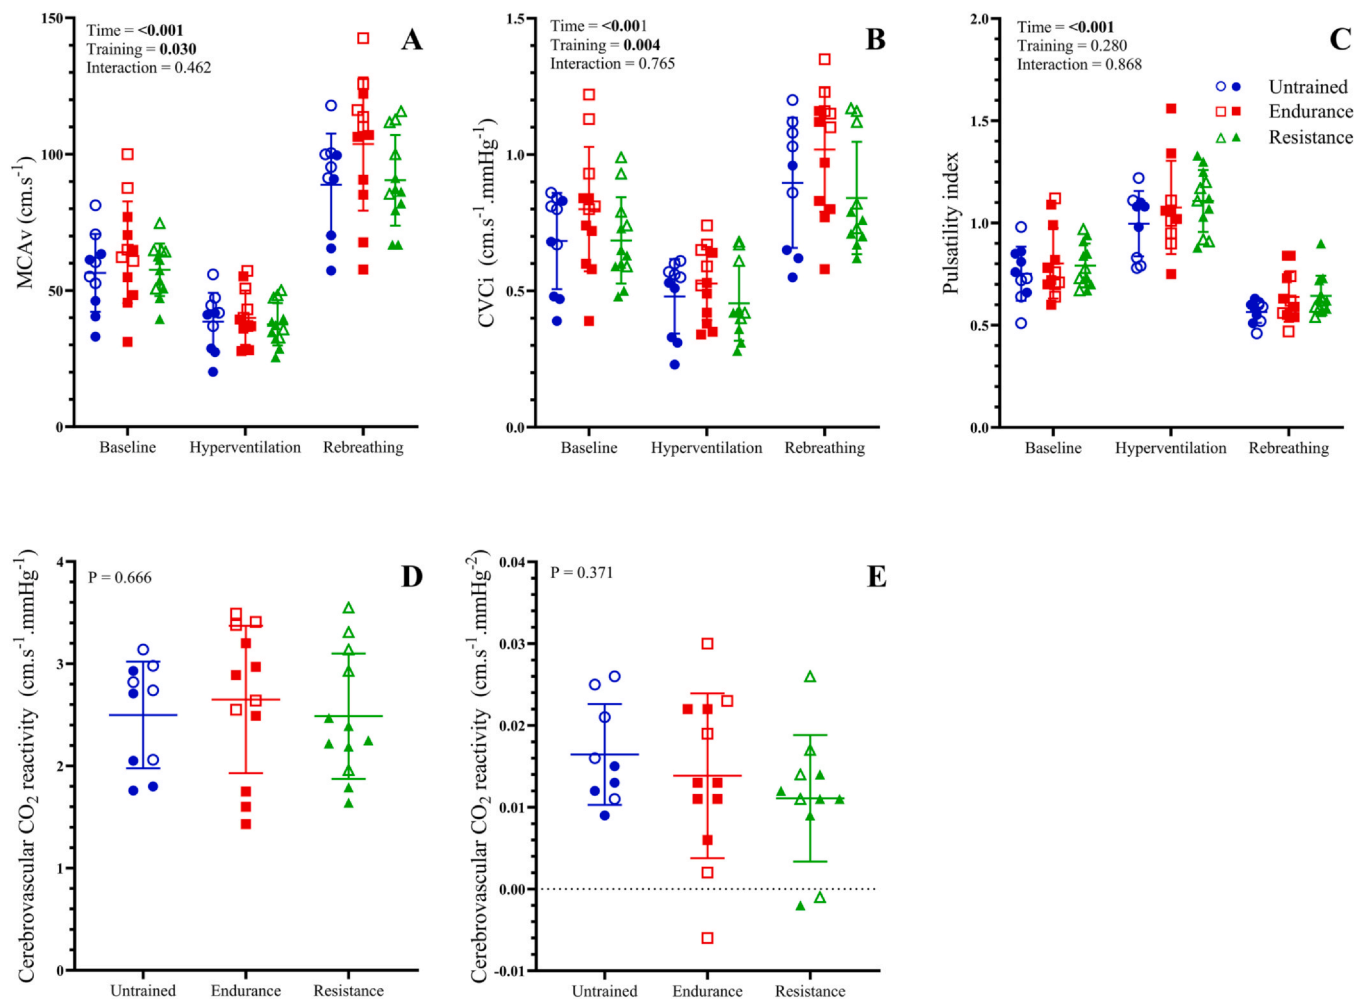 Time = <0.001
Training = 0.030
Interaction = 0.462
A
MCAv (cm.s⁻¹)
150
100
50
0
Baseline
Hyperventilation
Rebreathing
Time = <0.001
Training = 0.004
Interaction = 0.765
B
CVCi (cm.s⁻¹.mmHg⁻¹)
1.5
1.0
0.5
0.0
Baseline
Hyperventilation
Rebreathing
Time = <0.001
Training = 0.280
Interaction = 0.868
C
Untrained
Endurance
Resistance
Pulsatility index
2.0
1.5
1.0
0.5
0.0
Baseline
Hyperventilation
Rebreathing
P = 0.666
D
Cerebrovascular CO₂ reactivity (cm.s⁻¹.mmHg⁻¹)
4
3
2
1
0
Untrained
Endurance
Resistance
P = 0.371
E
Cerebrovascular CO₂ reactivity (cm.s⁻¹.mmHg⁻²)
0.04
0.03
0.02
0.01
0.00
-0.01
Untrained
Endurance
Resistance